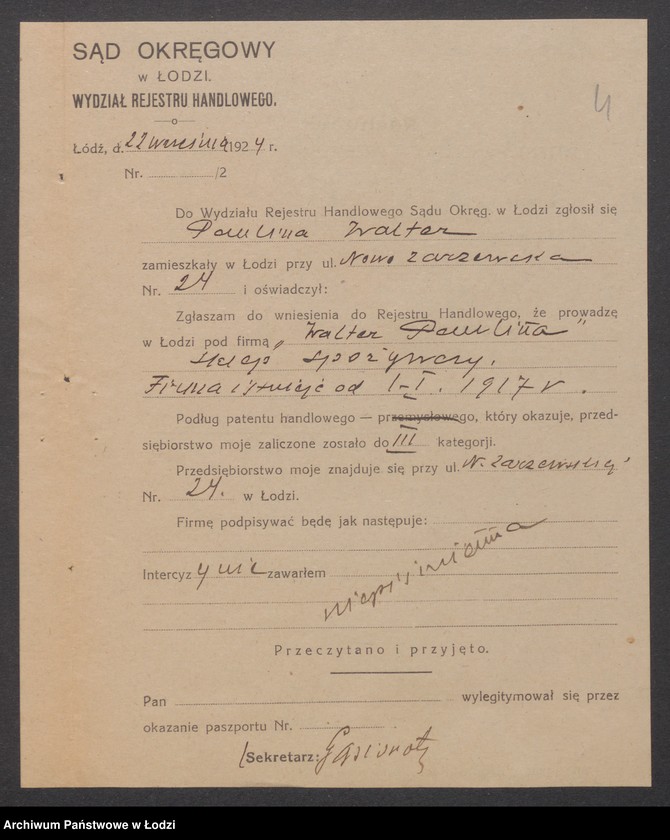 SĄD OKRĘGOWY
w ŁODZI.
WYDZIAŁ REJESTRU HANDLOWEGO.
4
Łódź, d. 22 września 1924 r.
Nr. /2
Do Wydziału Rejestru Handlowego Sądu Okręg. w Łodzi zgłosił się
Paulina Walter
zamieszkały w Łodzi przy ul. Nowo Zarzewska
Nr. 24 i oświadczył:
Zgłaszam do wniesienia do Rejestru Handlowego, że prowadzę
w Łodzi pod firmą „Walter Paulina"
sklep spożywczy.
Firma istnieje od I-I. 1917 r.
Podług patentu handlowego — przemysłowego, który okazuje, przed-
siębiorstwo moje zaliczone zostało do III kategorji.
Przedsiębiorstwo moje znajduje się przy ul. N. Zarzewskiej
Nr. 24. w Łodzi.
Firmę podpisywać będę jak następuje:
Intercyzy nie zawarłem
niepiśmienna
Przeczytano i przyjęto.
Pan wylegitymował się przez
okazanie paszportu Nr.
Sekretarz:
Archiwum Państwowe w Łodzi